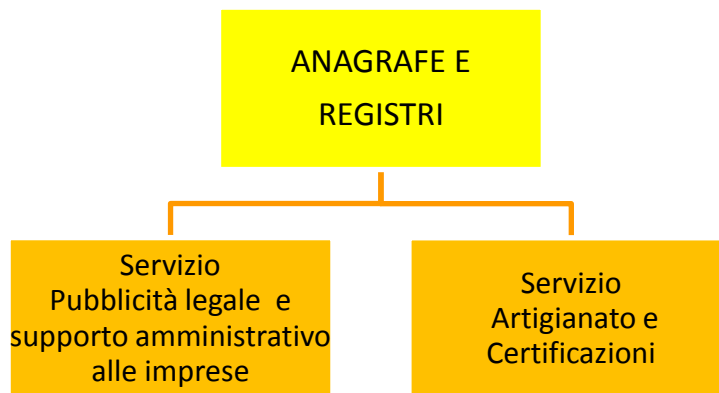 ANAGRAFE E
REGISTRI
Servizio
Pubblicità legale e
supporto amministrativo
alle imprese
Servizio
Artigianato e
Certificazioni